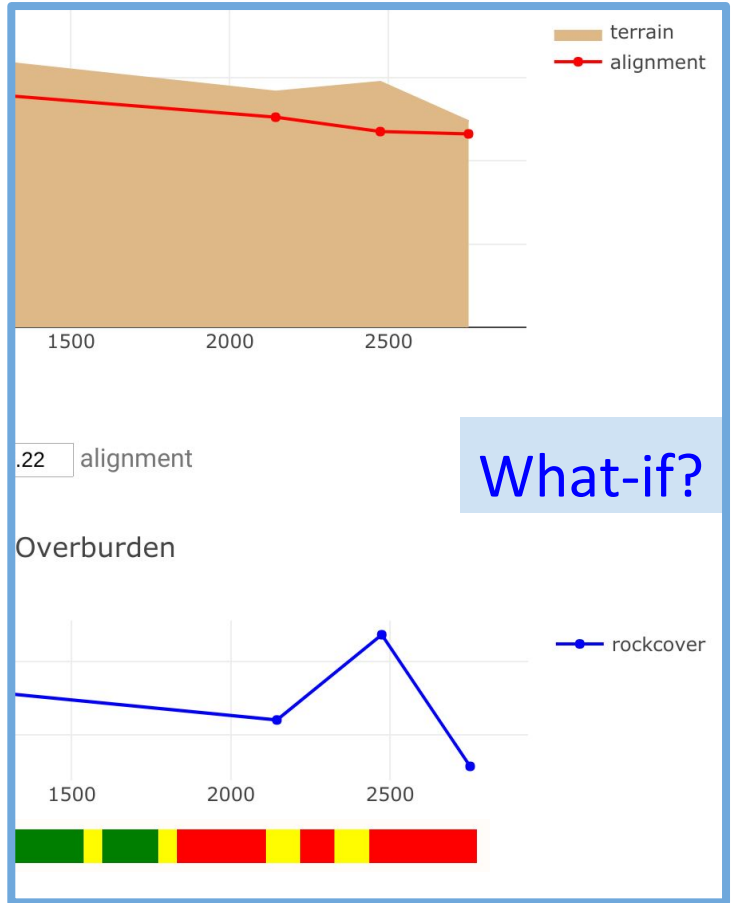 terrain
alignment
1500 2000 2500
.22 alignment
What-if?
Overburden
rockcover
1500 2000 2500